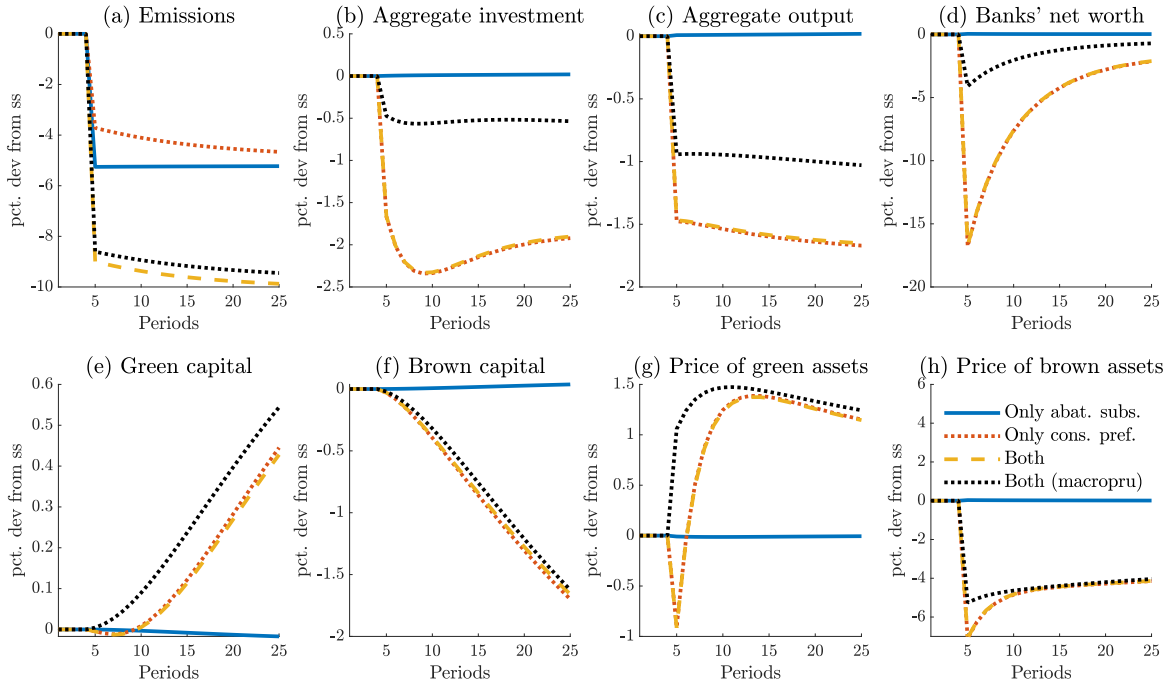 (a) Emissions
pct. dev from ss
0
-2
-4
-6
-8
-10
5 10 15 20 25
Periods
(b) Aggregate investment
pct. dev from ss
0.5
0
-0.5
-1
-1.5
-2
-2.5
5 10 15 20 25
Periods
(c) Aggregate output
pct. dev from ss
0
-0.5
-1
-1.5
-2
5 10 15 20 25
Periods
(d) Banks' net worth
pct. dev from ss
0
-5
-10
-15
-20
5 10 15 20 25
Periods
(e) Green capital
pct. dev from ss
0.6
0.5
0.4
0.3
0.2
0.1
0
5 10 15 20 25
Periods
(f) Brown capital
pct. dev from ss
0
-0.5
-1
-1.5
-2
5 10 15 20 25
Periods
(g) Price of green assets
pct. dev from ss
1.5
1
0.5
0
-0.5
-1
5 10 15 20 25
Periods
(h) Price of brown assets
pct. dev from ss
6
4
2
0
-2
-4
-6
5 10 15 20 25
Periods
Only abat. subs.
Only cons. pref.
Both
Both (macropru)